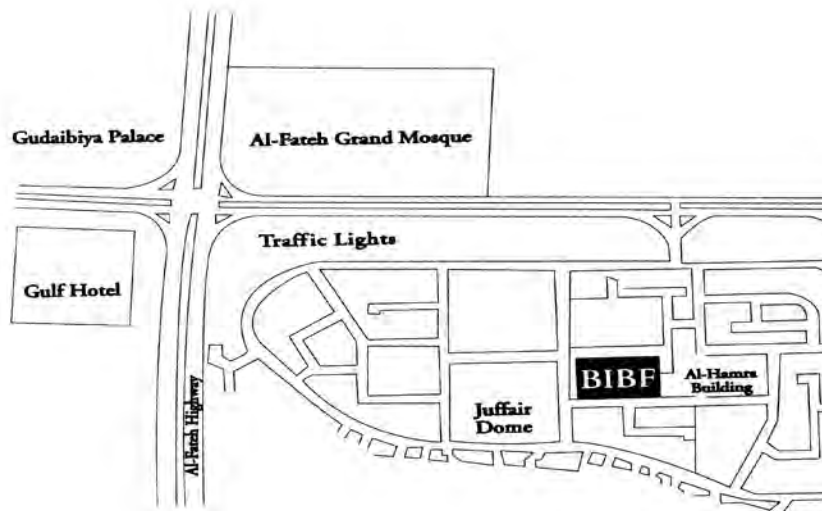 Gudaibiya Palace
Al-Fateh Grand Mosque
Traffic Lights
Gulf Hotel
Al-Fateh Highway
BIBF
Al-Hamra
Building
Juffair
Dome